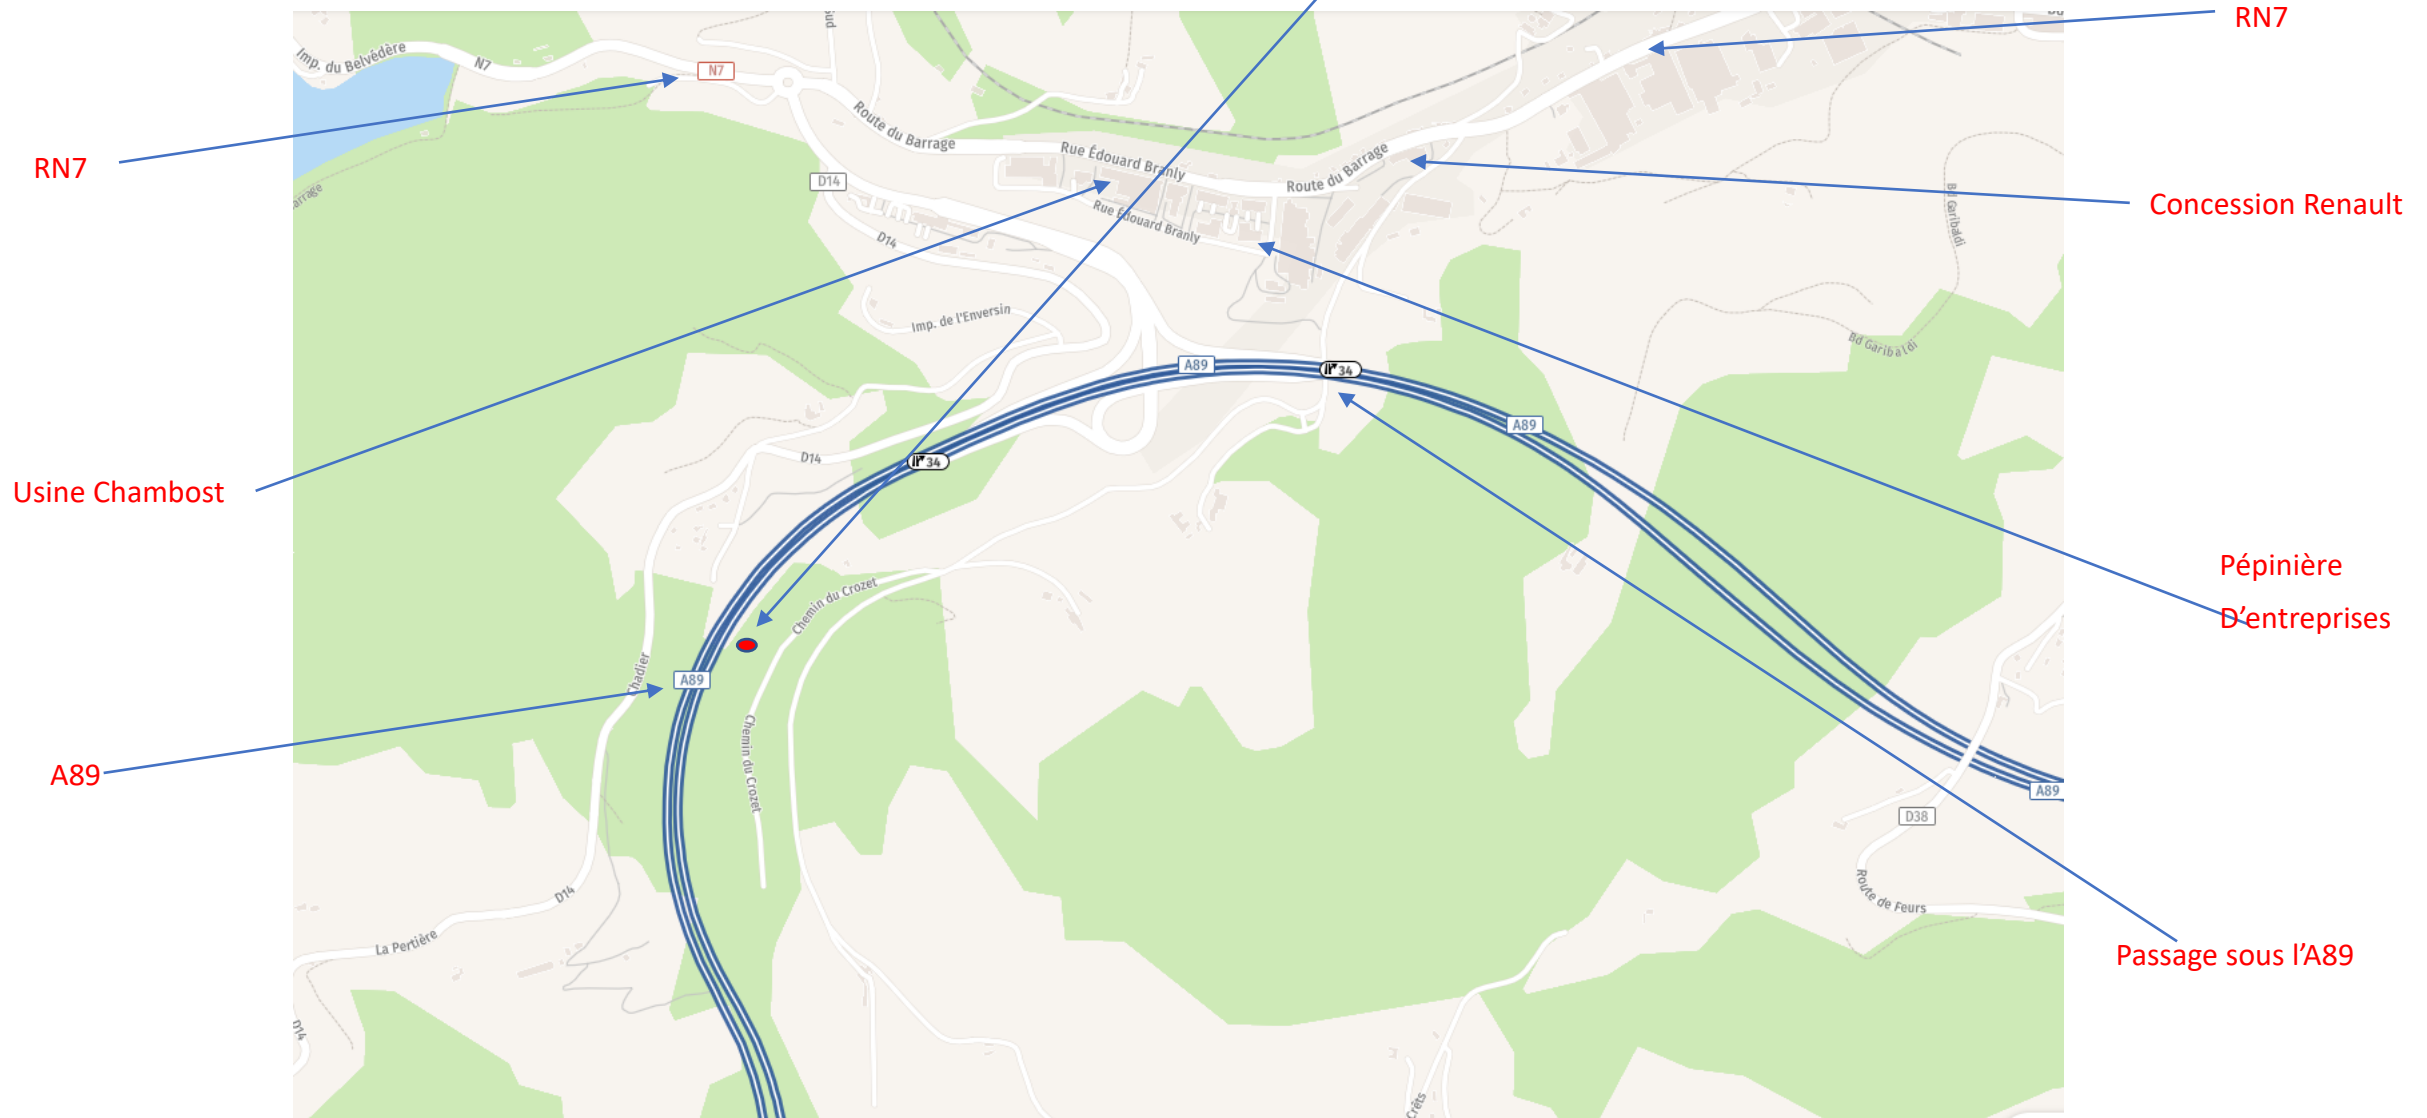 RN7
Imp. du Belvédère
N7
N7
Route du Barrage
Rue Édouard Branly
Route du Barrage
RN7
D14
Concession Renault
Rue Édouard Branly
Bd Garibaldi
D14
Imp. de l'Enversin
Bd Garibaldi
A89
34
A89
D14
34
Usine Chambost
Pépinière
D'entreprises
Chemin du Crozet
Chadier
A89
Chemin du Crozet
A89
A89
D38
D14
Route de Feurs
La Pertière
Passage sous l'A89
D14
Crêts